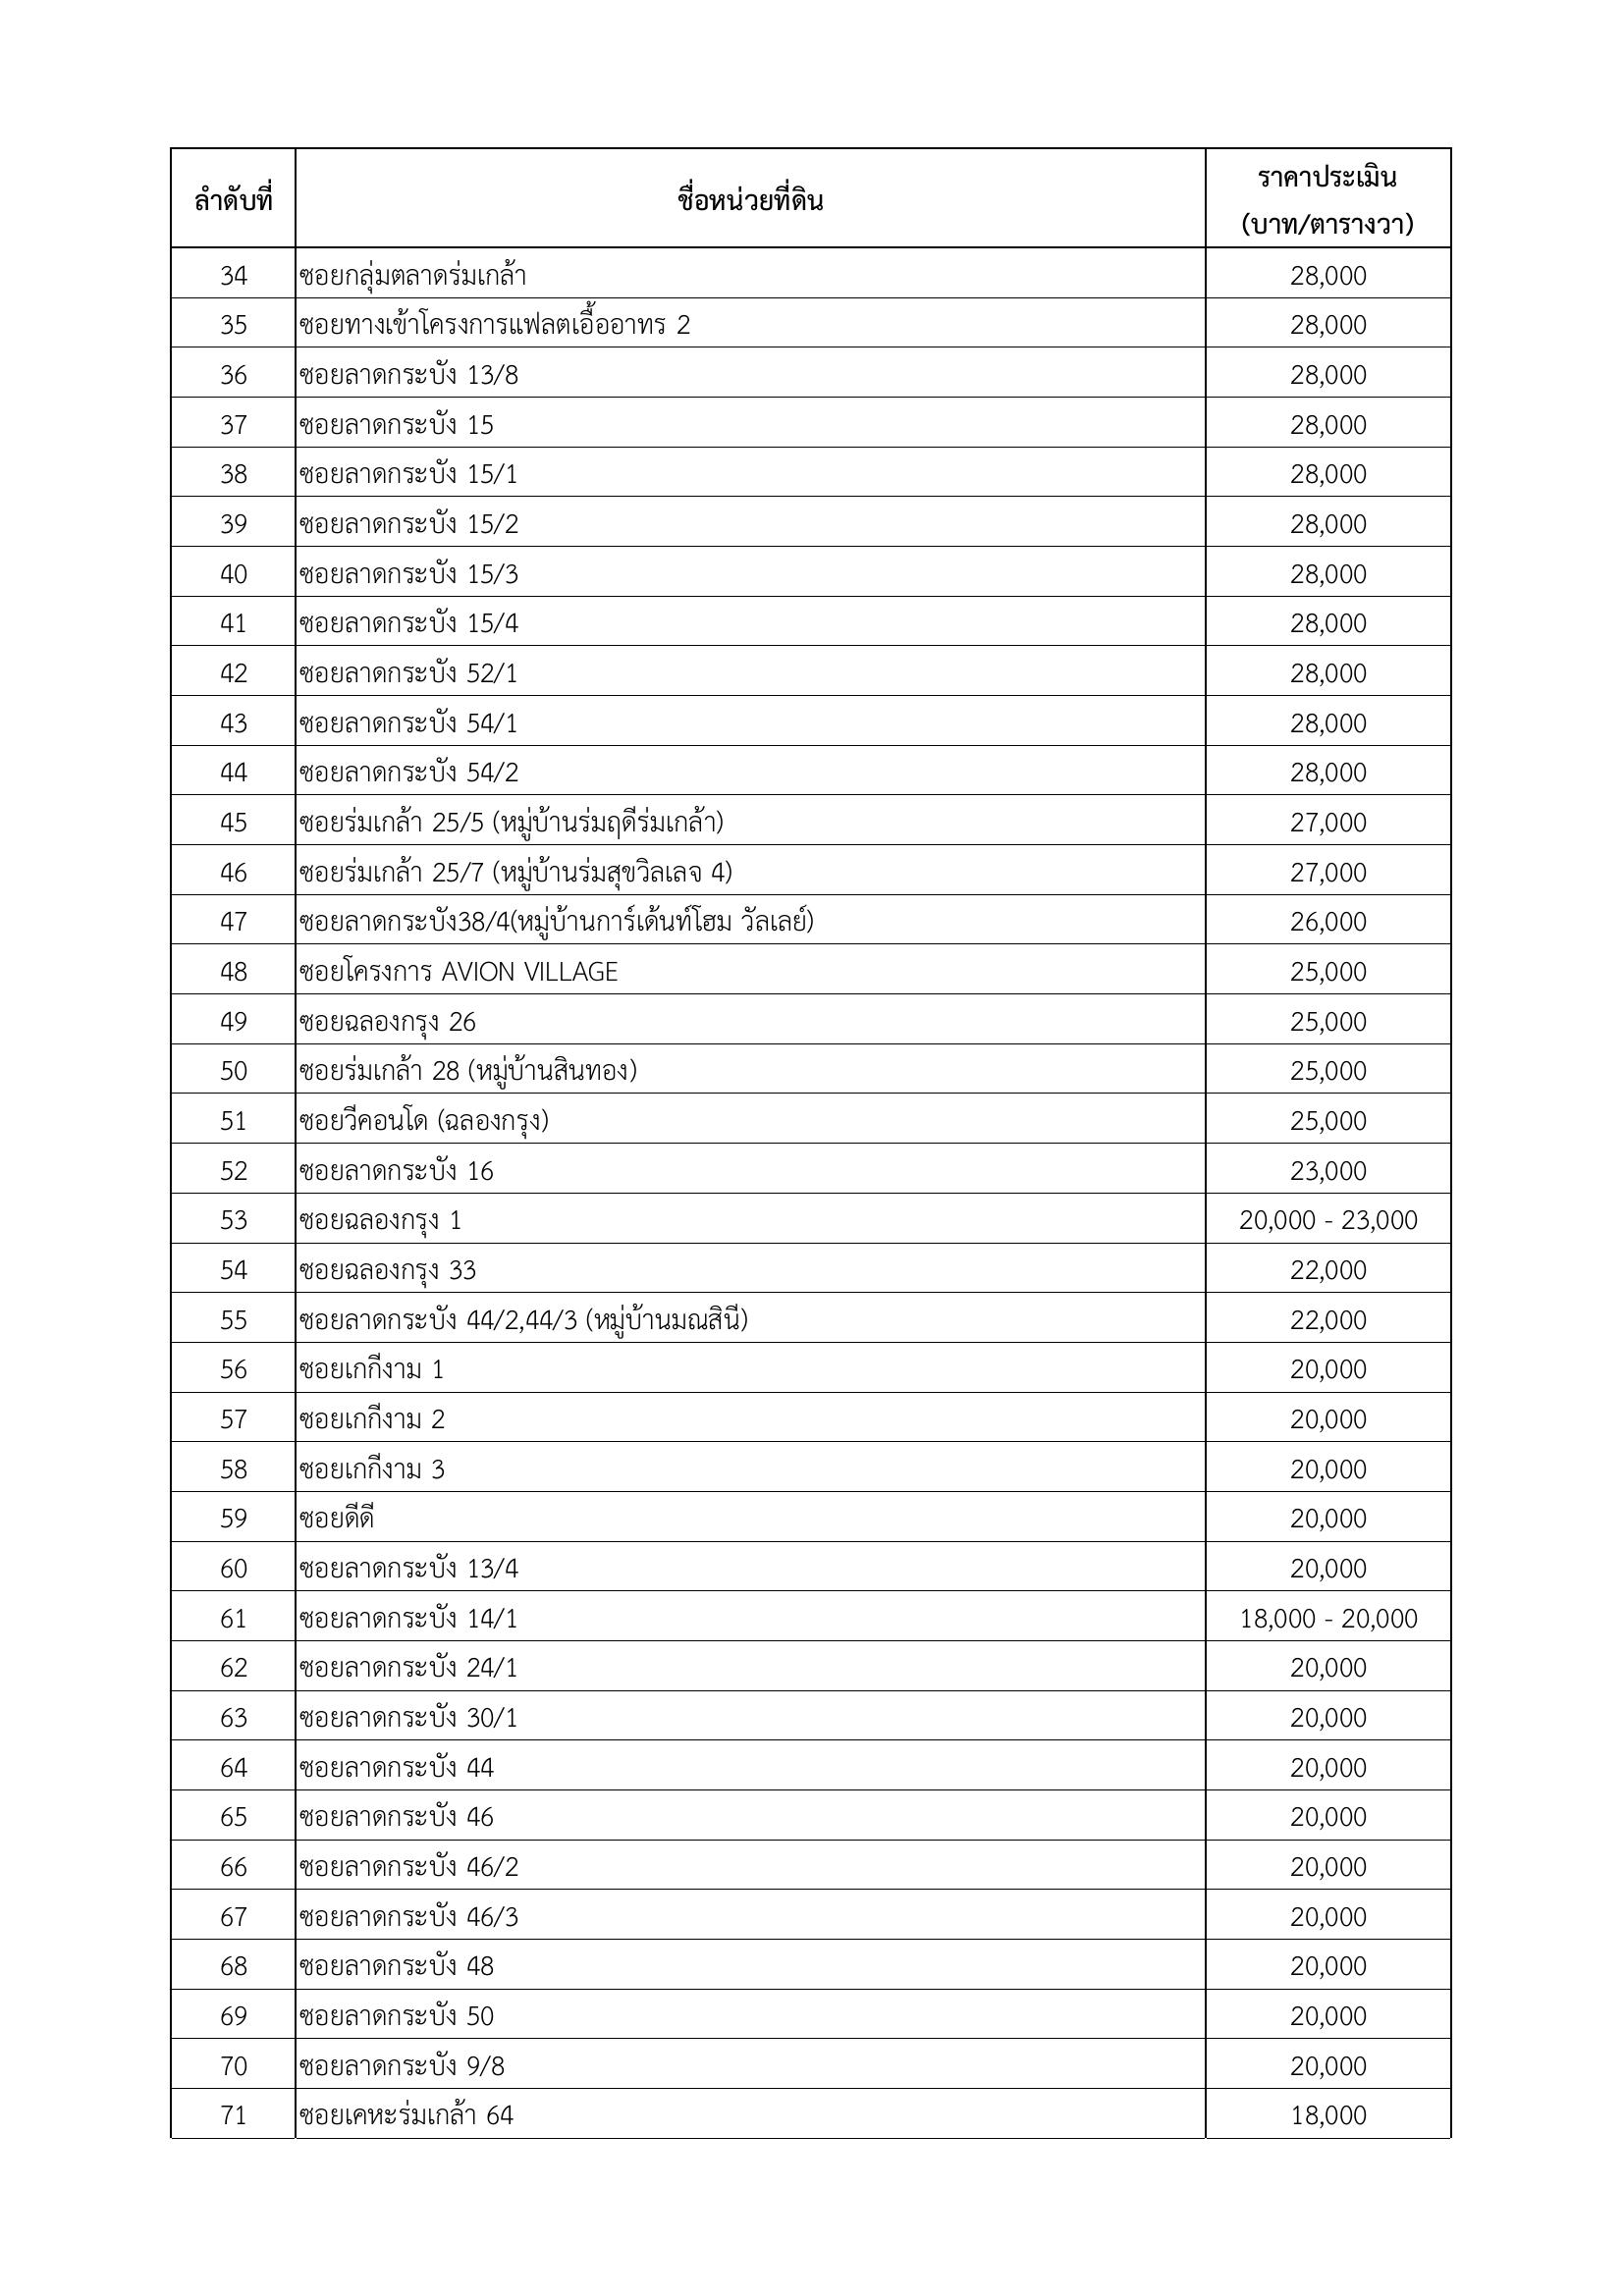 ลำดับที่ ชื่อหน่วยที่ดิน ราคาประเมิน
(บาท/ตารางวา)
34 ซอยกลุ่มตลาดร่มเกล้า 28,000
35 ซอยทางเข้าโครงการแฟลตเอื้ออาทร 2 28,000
36 ซอยลาดกระบัง 13/8 28,000
37 ซอยลาดกระบัง 15 28,000
38 ซอยลาดกระบัง 15/1 28,000
39 ซอยลาดกระบัง 15/2 28,000
40 ซอยลาดกระบัง 15/3 28,000
41 ซอยลาดกระบัง 15/4 28,000
42 ซอยลาดกระบัง 52/1 28,000
43 ซอยลาดกระบัง 54/1 28,000
44 ซอยลาดกระบัง 54/2 28,000
45 ซอยร่มเกล้า 25/5 (หมู่บ้านร่มฤดีร่มเกล้า) 27,000
46 ซอยร่มเกล้า 25/7 (หมู่บ้านร่มสุขวิลเลจ 4) 27,000
47 ซอยลาดกระบัง38/4(หมู่บ้านการ์เด้นท์โฮม วัลเลย์) 26,000
48 ซอยโครงการ AVION VILLAGE 25,000
49 ซอยฉลองกรุง 26 25,000
50 ซอยร่มเกล้า 28 (หมู่บ้านสินทอง) 25,000
51 ซอยวีคอนโด (ฉลองกรุง) 25,000
52 ซอยลาดกระบัง 16 23,000
53 ซอยฉลองกรุง 1 20,000 - 23,000
54 ซอยฉลองกรุง 33 22,000
55 ซอยลาดกระบัง 44/2,44/3 (หมู่บ้านมณสินี) 22,000
56 ซอยเกกีงาม 1 20,000
57 ซอยเกกีงาม 2 20,000
58 ซอยเกกีงาม 3 20,000
59 ซอยดีดี 20,000
60 ซอยลาดกระบัง 13/4 20,000
61 ซอยลาดกระบัง 14/1 18,000 - 20,000
62 ซอยลาดกระบัง 24/1 20,000
63 ซอยลาดกระบัง 30/1 20,000
64 ซอยลาดกระบัง 44 20,000
65 ซอยลาดกระบัง 46 20,000
66 ซอยลาดกระบัง 46/2 20,000
67 ซอยลาดกระบัง 46/3 20,000
68 ซอยลาดกระบัง 48 20,000
69 ซอยลาดกระบัง 50 20,000
70 ซอยลาดกระบัง 9/8 20,000
71 ซอยเคหะร่มเกล้า 64 18,000